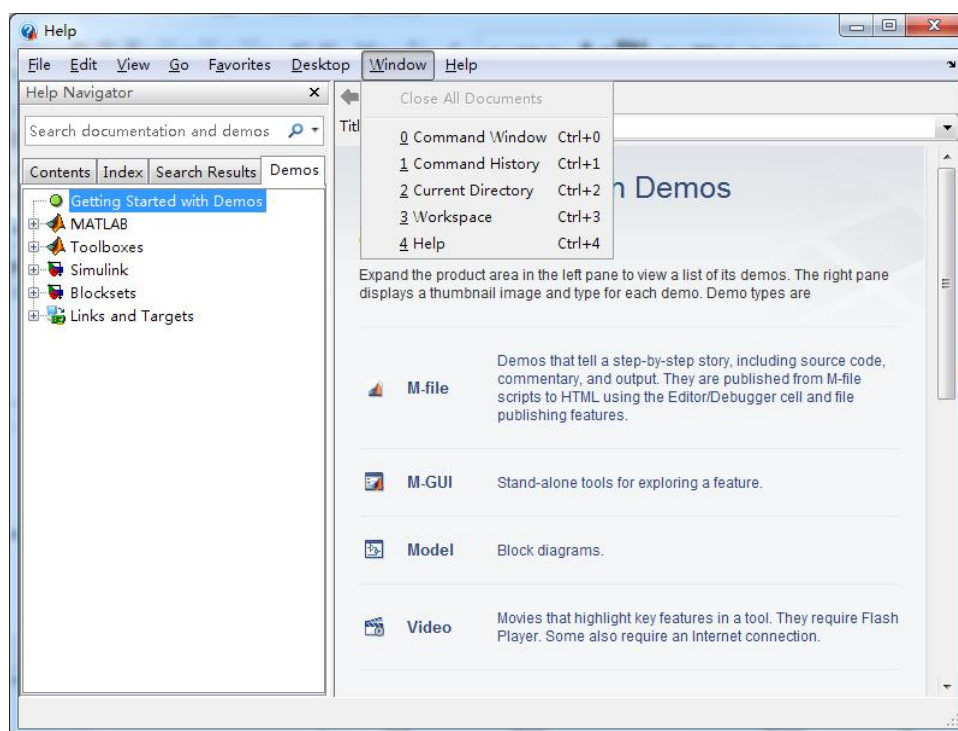 Help
File Edit View Go Favorites Desktop Window Help
Help Navigator
Search documentation and demos
Contents Index Search Results Demos
Getting Started with Demos
MATLAB
Toolboxes
Simulink
Blocksets
Links and Targets
Close All Documents
0 Command Window Ctrl+0
1 Command History Ctrl+1
2 Current Directory Ctrl+2
3 Workspace Ctrl+3
4 Help Ctrl+4
Demos
Expand the product area in the left pane to view a list of its demos. The right pane
displays a thumbnail image and type for each demo. Demo types are
M-file
Demos that tell a step-by-step story, including source code,
commentary, and output. They are published from M-file
scripts to HTML using the Editor/Debugger cell and file
publishing features.
M-GUI
Stand-alone tools for exploring a feature.
Model
Block diagrams.
Video
Movies that highlight key features in a tool. They require Flash
Player. Some also require an Internet connection.